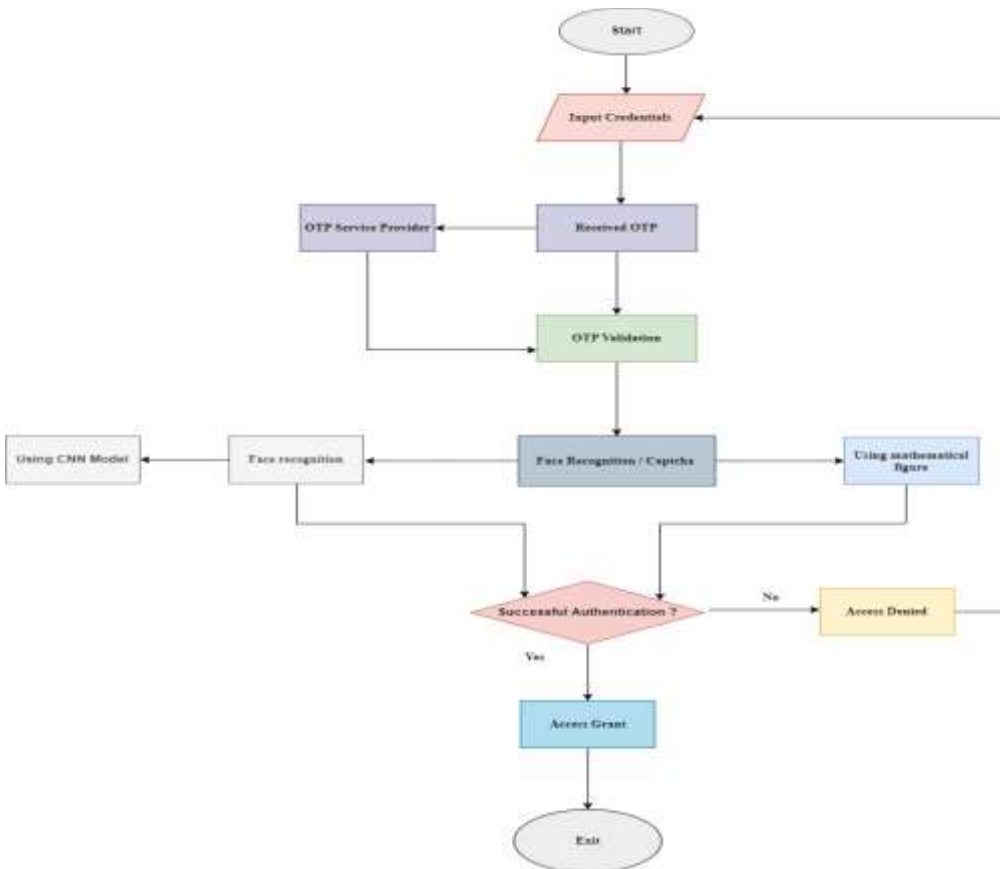 Start
Input Credentials
OTP Service Provider
Received OTP
OTP Validation
Using CNN Model
Face recognition
Face Recognition / Captcha
Using mathematical
figure
Successful Authentication ?
No
Access Denied
Yes
Access Grant
Exit